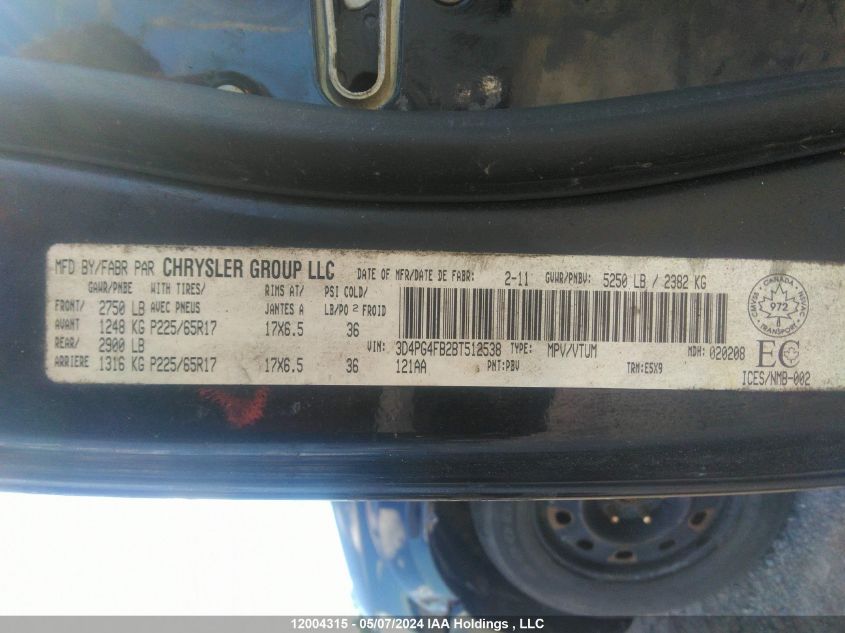 MFD BY/FABR PAR CHRYSLER GROUP LLC DATE OF MFR/DATE DE FABR: 2-11 GVWR/PNBV: 5250 LB / 2382 KG
GAWR/PNBE WITH TIRES/ RIMS AT/ PSI COLD/
FRONT/ 2750 LB AVEC PNEUS JANTES A LB/PO 2 FROID
AVANT 1248 KG P225/65R17 17X6.5 36
REAR/ 2900 LB
ARRIERE 1316 KG P225/65R17 17X6.5 36
VIN: 3D4PG4FB2BT512538 TYPE: MPV/VTUM MDH: 020208
121AA PNT:PBV TRM:E5X9
CANADA
972
TRANSPORT
EC
ICES/NMB-002
12004315 - 05/07/2024 IAA Holdings , LLC